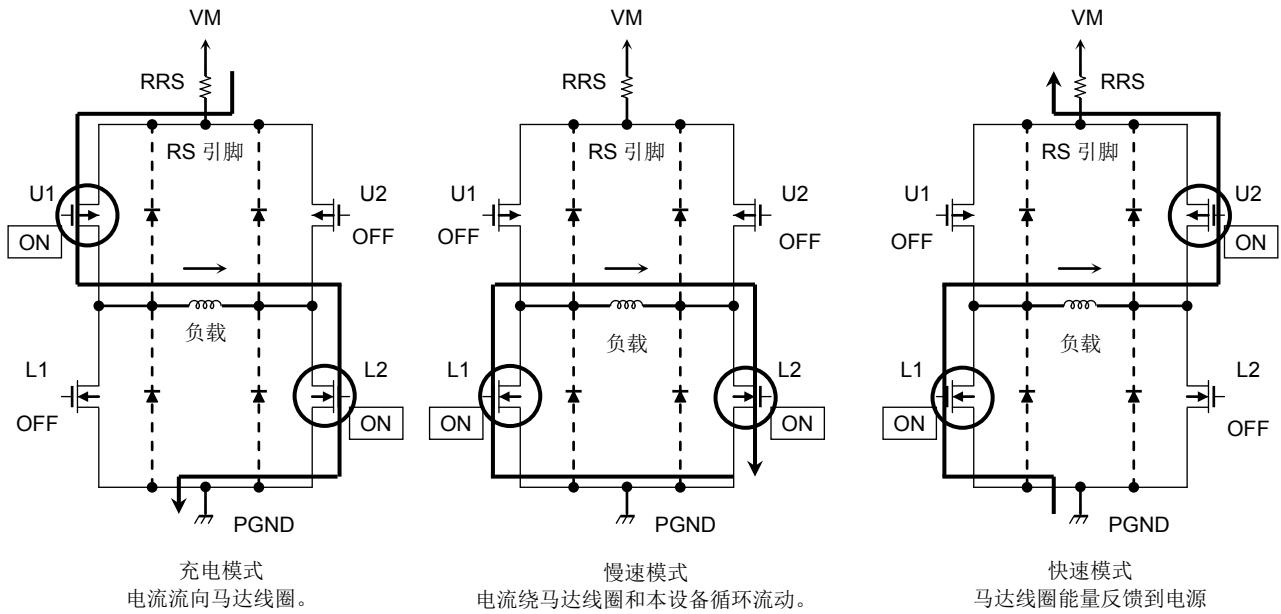 VM
RRS
RS 引脚
U1
ON
U2
OFF
负载
L1
OFF
L2
ON
PGND
充电模式
电流流向马达线圈。
VM
RRS
RS 引脚
U1
OFF
U2
OFF
负载
L1
ON
L2
ON
PGND
慢速模式
电流绕马达线圈和本设备循环流动。
VM
RRS
RS 引脚
U1
OFF
U2
ON
负载
L1
ON
L2
OFF
PGND
快速模式
马达线圈能量反馈到电源